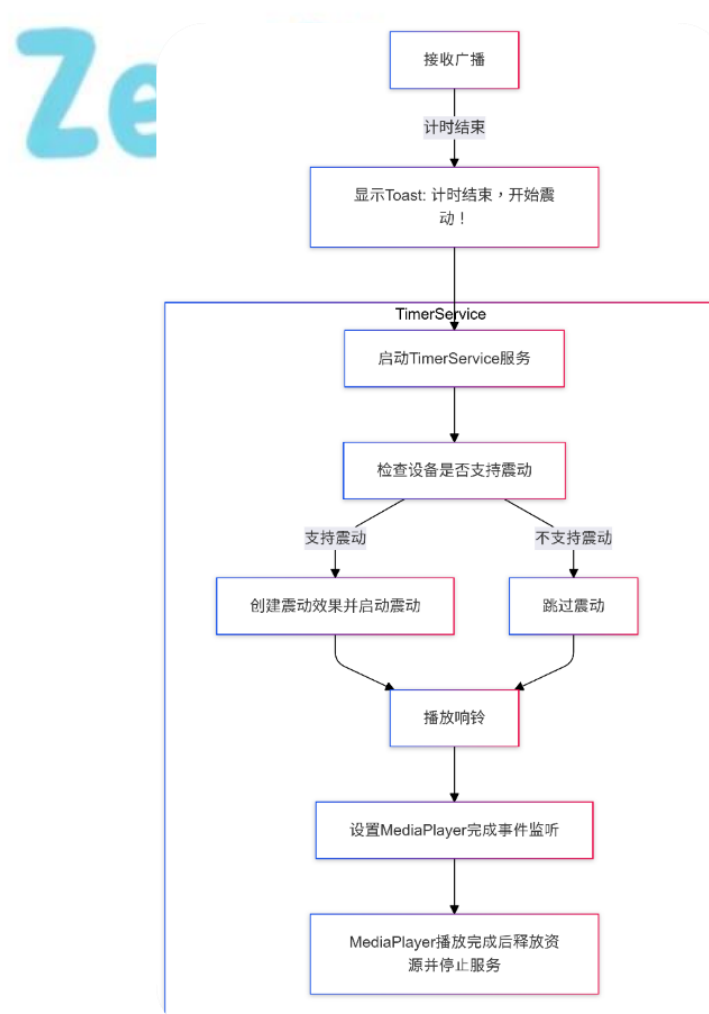 Ze
接收广播
计时结束
显示Toast: 计时结束，开始震
动！
TimerService
启动TimerService服务
检查设备是否支持震动
支持震动
不支持震动
创建震动效果并启动震动
跳过震动
播放响铃
设置MediaPlayer完成事件监听
MediaPlayer播放完成后释放资
源并停止服务